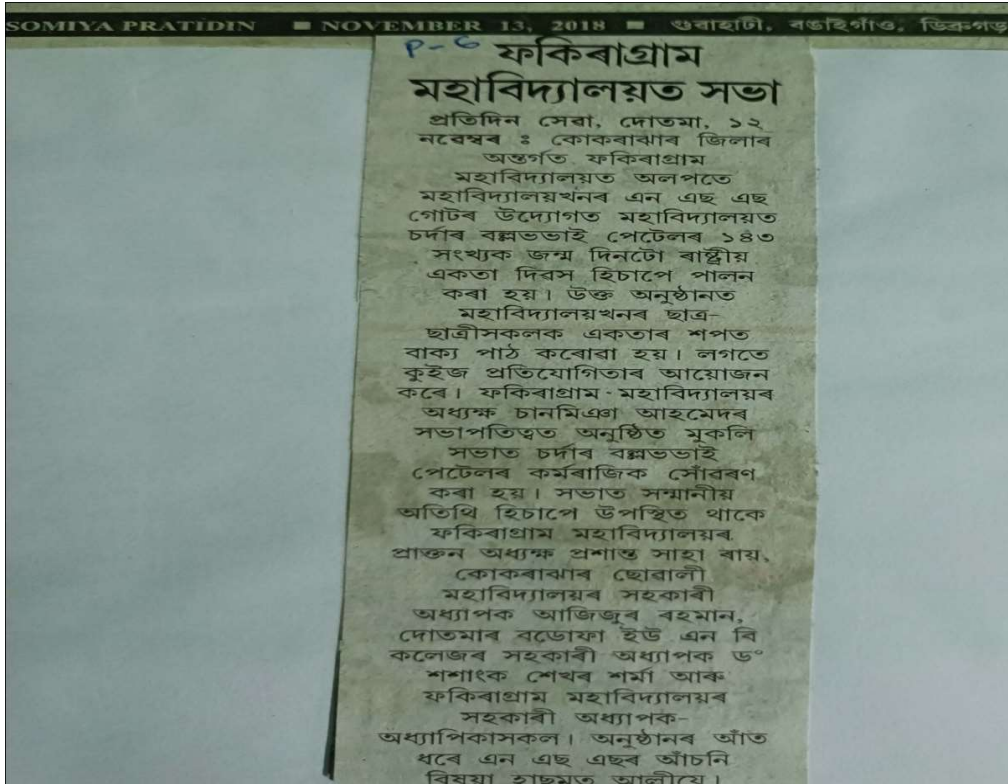 SOMIYA PRATIDIN ■ NOVEMBER 13, 2018 ■ গুৱাহাটী, বঙাইগাঁও, ডিব্ৰুগড়
P-6
ফকিৰাগ্ৰাম
মহাবিদ্যালয়ত সভা
প্ৰতিদিন সেৱা, দোতমা, ১২
নৱেম্বৰ : কোকৰাঝাৰ জিলাৰ
অন্তৰ্গত ফকিৰাগ্ৰাম
মহাবিদ্যালয়ত অলপতে
মহাবিদ্যালয়খনৰ এন এছ এছ
গোটৰ উদ্যোগত মহাবিদ্যালয়ত
চৰ্দাৰ বল্লভভাই পেটেলৰ ১৪৩
সংখ্যক জন্ম দিনটো ৰাষ্ট্ৰীয়
একতা দিৱস হিচাপে পালন
কৰা হয়। উক্ত অনুষ্ঠানত
মহাবিদ্যালয়খনৰ ছাত্ৰ-
ছাত্ৰীসকলক একতাৰ শপত
বাক্য পাঠ কৰোৱা হয়। লগতে
কুইজ প্ৰতিযোগিতাৰ আয়োজন
কৰে। ফকিৰাগ্ৰাম মহাবিদ্যালয়ৰ
অধ্যক্ষ চানমিঞা আহমেদৰ
সভাপতিত্বত অনুষ্ঠিত মুকলি
সভাত চৰ্দাৰ বল্লভভাই
পেটেলৰ কৰ্মৰাজিক সোঁৱৰণ
কৰা হয়। সভাত সন্মানীয়
অতিথি হিচাপে উপস্থিত থাকে
ফকিৰাগ্ৰাম মহাবিদ্যালয়ৰ
প্ৰাক্তন অধ্যক্ষ প্ৰশান্ত সাহা ৰায়,
কোকৰাঝাৰ ছোৱালী
মহাবিদ্যালয়ৰ সহকাৰী
অধ্যাপক আজিজুৰ ৰহমান,
দোতমাৰ বডোফা ইউ এন বি
কলেজৰ সহকাৰী অধ্যাপক ড°
শশাংক শেখৰ শৰ্মা আৰু
ফকিৰাগ্ৰাম মহাবিদ্যালয়ৰ
সহকাৰী অধ্যাপক-
অধ্যাপিকাসকল। অনুষ্ঠানৰ আঁত
ধৰে এন এছ এছৰ আঁচনি
বিষয়া হাছমত আলীয়ে।